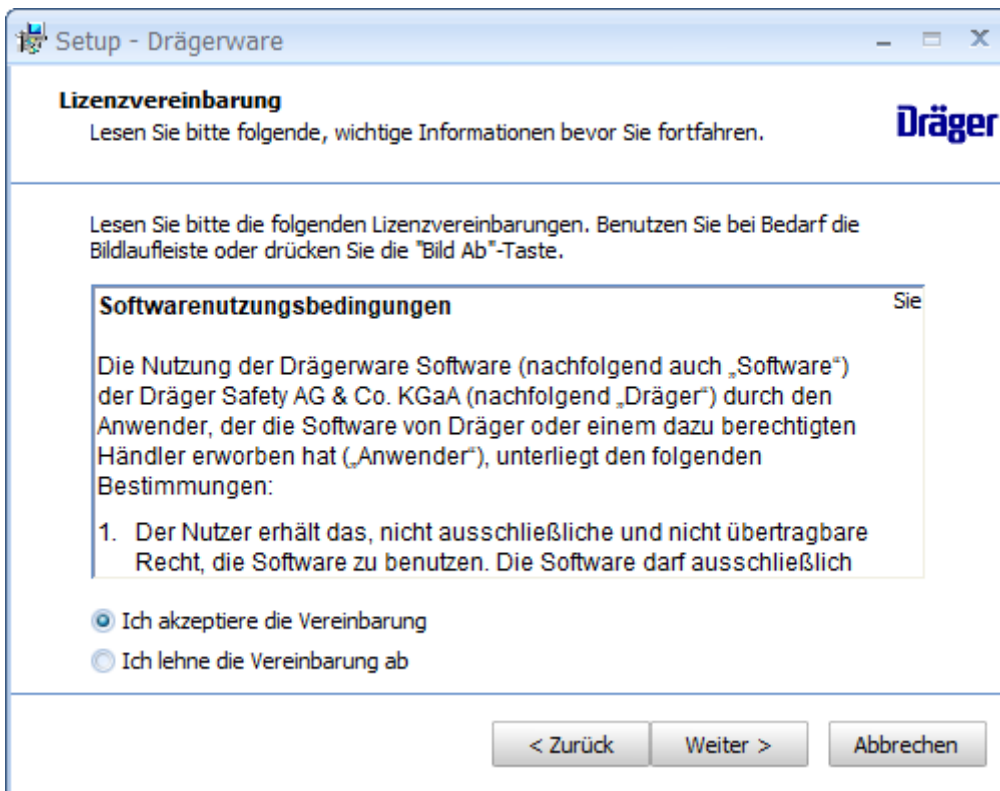 Setup - Drägerware
Lizenzvereinbarung
Lesen Sie bitte folgende, wichtige Informationen bevor Sie fortfahren.
Dräger
Lesen Sie bitte die folgenden Lizenzvereinbarungen. Benutzen Sie bei Bedarf die
Bildlaufleiste oder drücken Sie die "Bild Ab"-Taste.
Softwarenutzungsbedingungen Sie
Die Nutzung der Drägerware Software (nachfolgend auch „Software“)
der Dräger Safety AG & Co. KGaA (nachfolgend „Dräger“) durch den
Anwender, der die Software von Dräger oder einem dazu berechtigten
Händler erworben hat („Anwender“), unterliegt den folgenden
Bestimmungen:
1. Der Nutzer erhält das, nicht ausschließliche und nicht übertragbare
Recht, die Software zu benutzen. Die Software darf ausschließlich
Ich akzeptiere die Vereinbarung
Ich lehne die Vereinbarung ab
< Zurück Weiter > Abbrechen